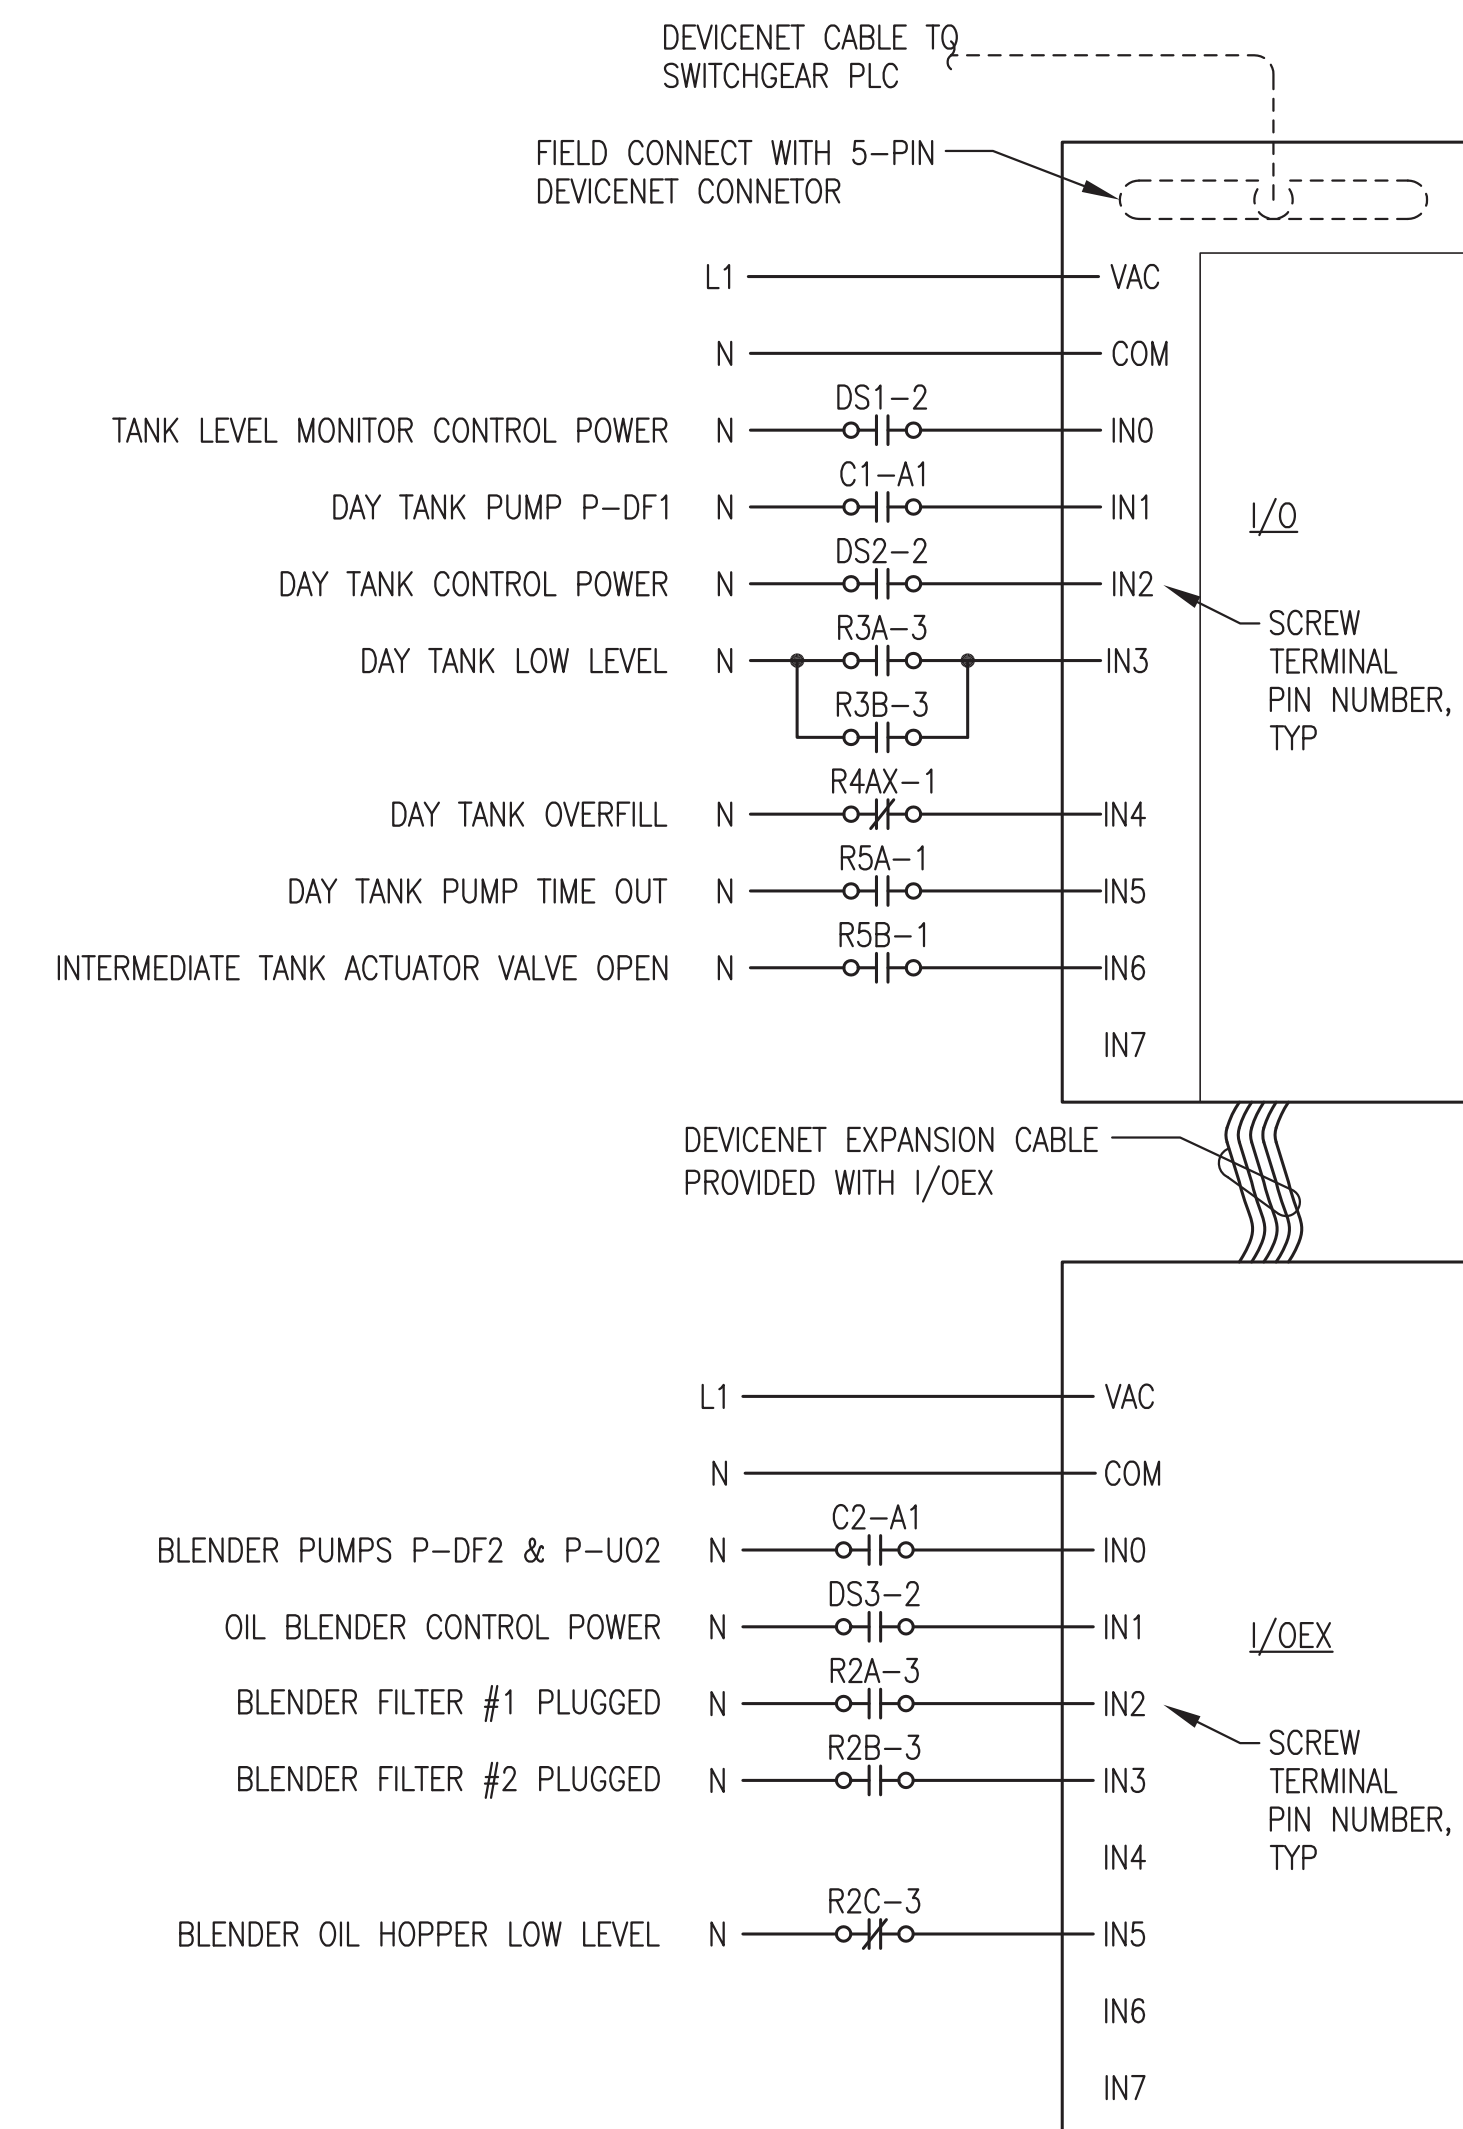 DEVICENET CABLE TO
SWITCHGEAR PLC
FIELD CONNECT WITH 5-PIN
DEVICENET CONNETOR
L1 VAC
N COM
DS1-2
TANK LEVEL MONITOR CONTROL POWER N IN0
C1-A1
DAY TANK PUMP P-DF1 N IN1
I/O
DS2-2
DAY TANK CONTROL POWER N IN2
SCREW
TERMINAL
PIN NUMBER,
TYP
R3A-3
DAY TANK LOW LEVEL N IN3
R3B-3
R4AX-1
DAY TANK OVERFILL N IN4
R5A-1
DAY TANK PUMP TIME OUT N IN5
R5B-1
INTERMEDIATE TANK ACTUATOR VALVE OPEN N IN6
IN7
DEVICENET EXPANSION CABLE
PROVIDED WITH I/OEX
L1 VAC
N COM
C2-A1
BLENDER PUMPS P-DF2 & P-UO2 N IN0
DS3-2
OIL BLENDER CONTROL POWER N IN1
I/OEX
R2A-3
BLENDER FILTER #1 PLUGGED N IN2
SCREW
TERMINAL
PIN NUMBER,
TYP
R2B-3
BLENDER FILTER #2 PLUGGED N IN3
IN4
R2C-3
BLENDER OIL HOPPER LOW LEVEL N IN5
IN6
IN7